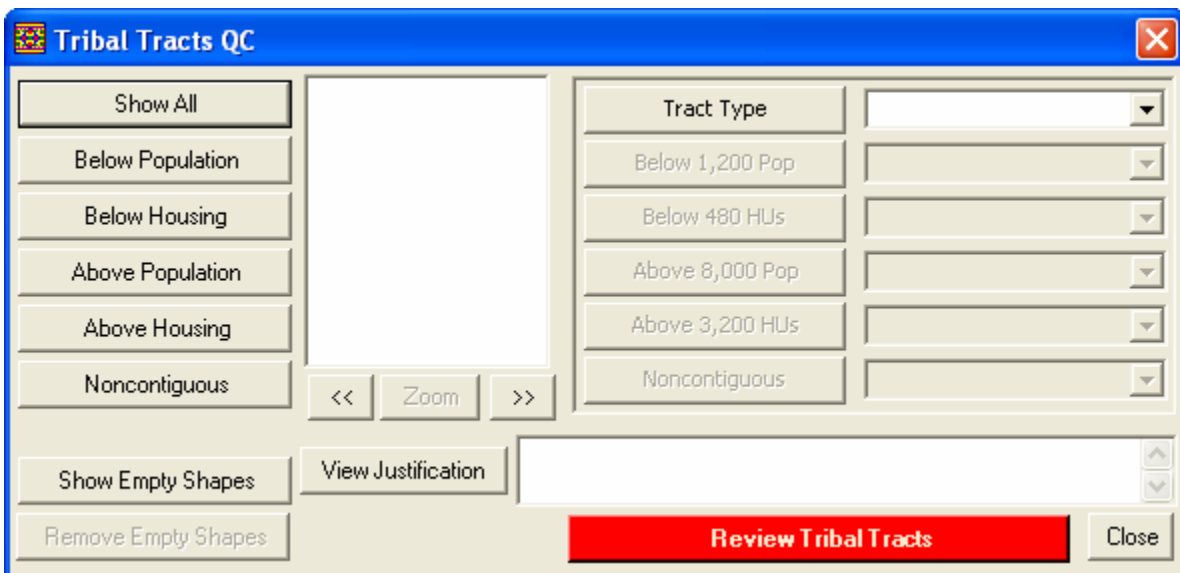 Tribal Tracts QC
Show All
Below Population
Below Housing
Above Population
Above Housing
Noncontiguous
Show Empty Shapes
Remove Empty Shapes
<< Zoom >>
View Justification
Tract Type
Below 1,200 Pop
Below 480 HUs
Above 8,000 Pop
Above 3,200 HUs
Noncontiguous
Review Tribal Tracts
Close